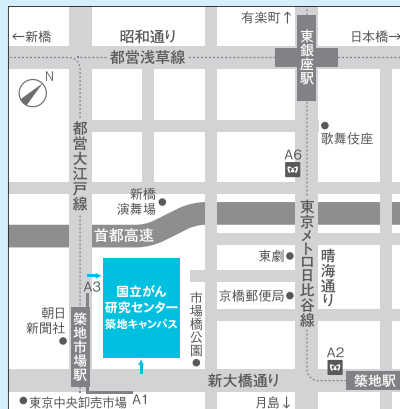 有楽町↑
←新橋
昭和通り
日本橋→
都営浅草線
東銀座駅
N
都営大江戸線
歌舞伎座
A6
新橋
演舞場
首都高速
東京メトロ日比谷線
晴海通り
東劇
A3
国立がん
研究センター
築地キャンパス
市場橋公園
京橋郵便局
朝日
新聞社
築地市場駅
A2
新大橋通り
築地駅
東京中央卸売市場
A1
月島↓